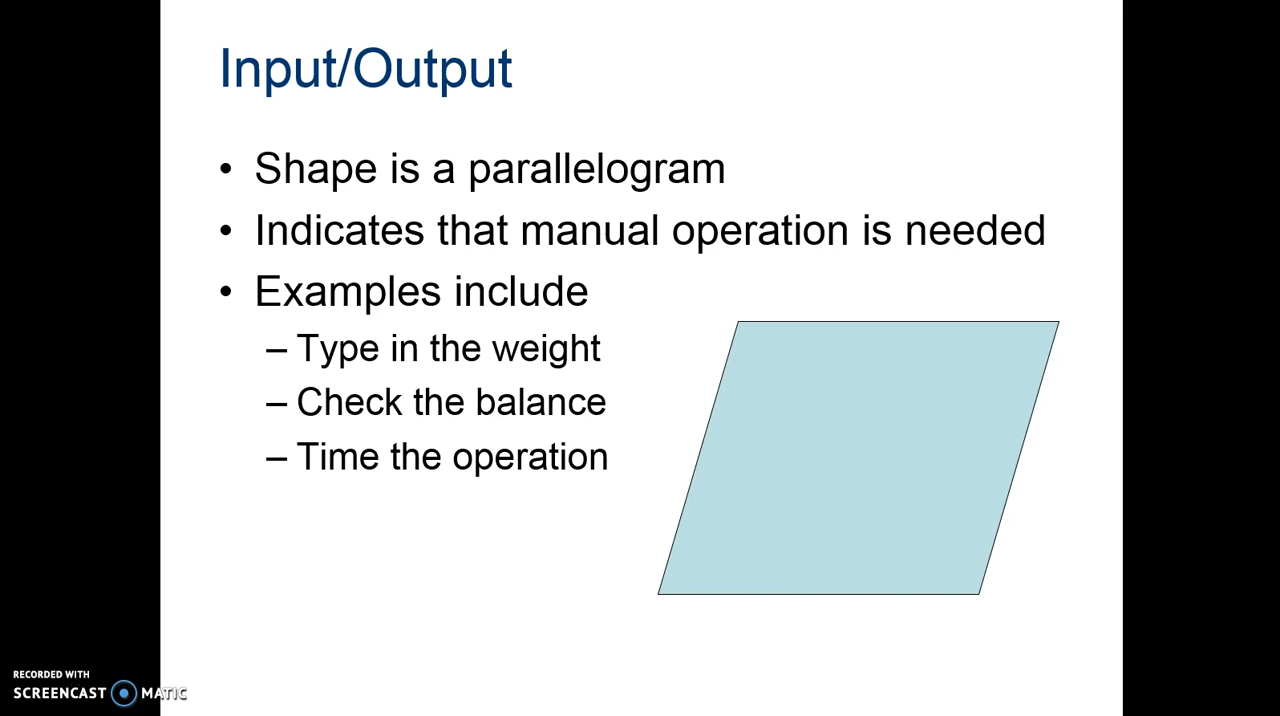 Input/Output
• Shape is a parallelogram
• Indicates that manual operation is needed
• Examples include
– Type in the weight
– Check the balance
– Time the operation
RECORDED WITH
SCREENCAST MATIC